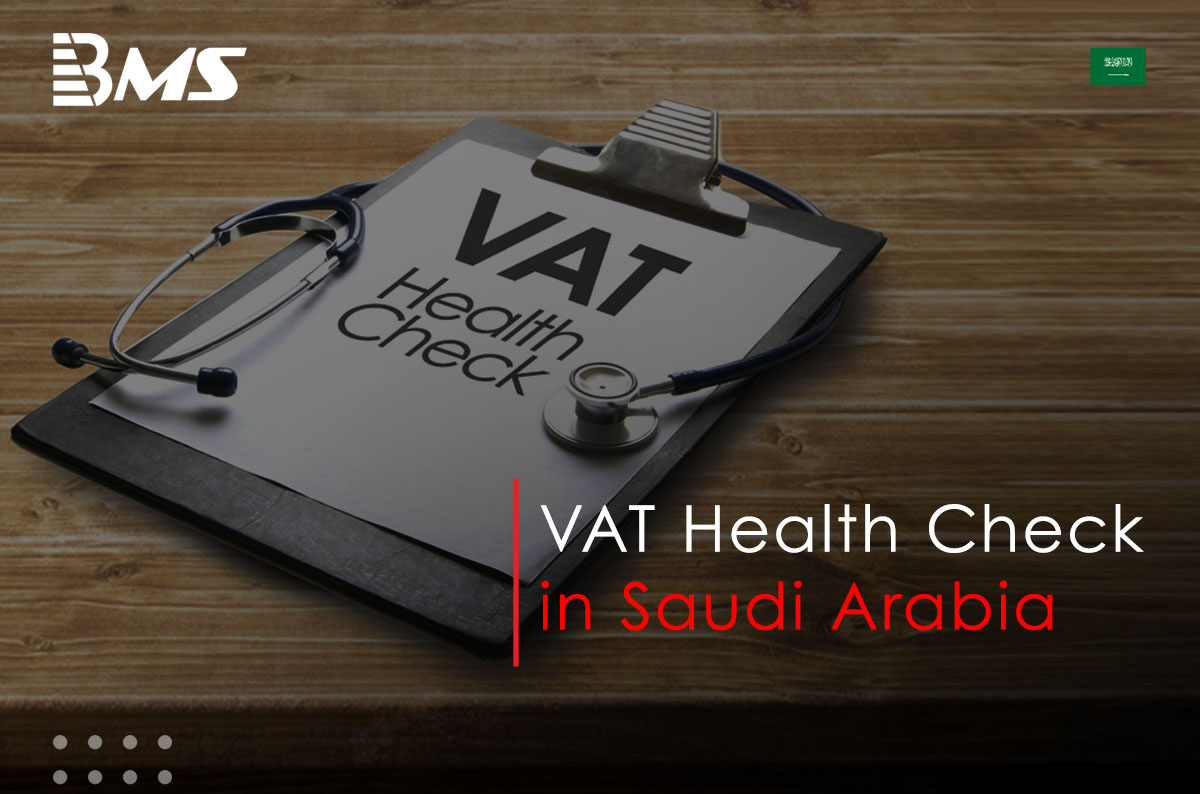 BMS
VAT
Health
Check
VAT Health Check
in Saudi Arabia